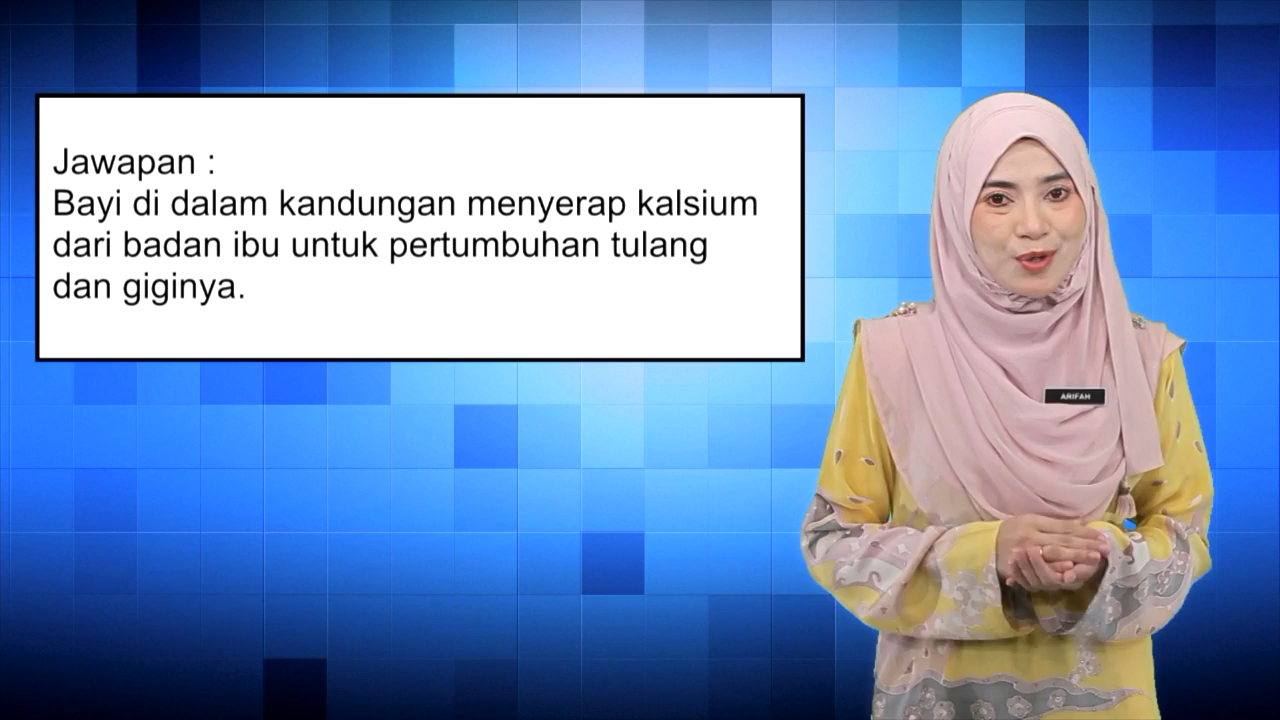 Jawapan :
Bayi di dalam kandungan menyerap kalsium
dari badan ibu untuk pertumbuhan tulang
dan giginya.
ARIFAH